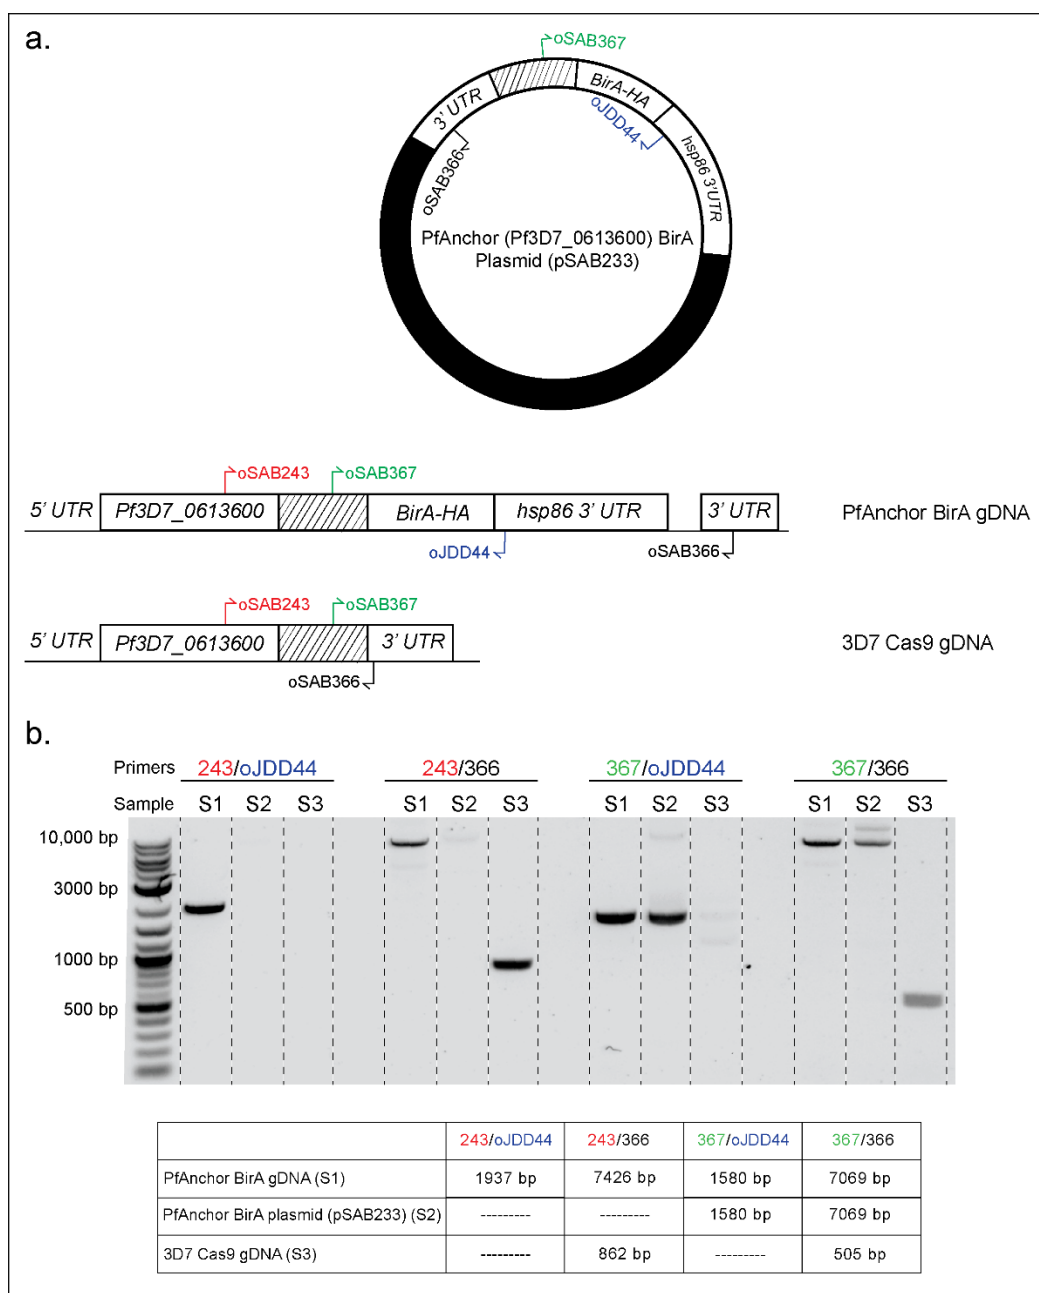 a.
oSAB367
3' UTR
BirA-HA
oJDD44
hsp86 3'UTR
oSAB366
PfAnchor (Pf3D7_0613600) BirA
Plasmid (pSAB233)
oSAB243 oSAB367
5' UTR Pf3D7_0613600 BirA-HA hsp86 3' UTR 3' UTR PfAnchor BirA gDNA
oJDD44 oSAB366
oSAB243 oSAB367
5' UTR Pf3D7_0613600 3' UTR 3D7 Cas9 gDNA
oSAB366
b.
Primers 243/oJDD44 243/366 367/oJDD44 367/366
Sample S1 S2 S3 S1 S2 S3 S1 S2 S3 S1 S2 S3
10,000 bp
3000 bp
1000 bp
500 bp
243/oJDD44 243/366 367/oJDD44 367/366
PfAnchor BirA gDNA (S1) 1937 bp 7426 bp 1580 bp 7069 bp
PfAnchor BirA plasmid (pSAB233) (S2) --------- --------- 1580 bp 7069 bp
3D7 Cas9 gDNA (S3) --------- 862 bp --------- 505 bp